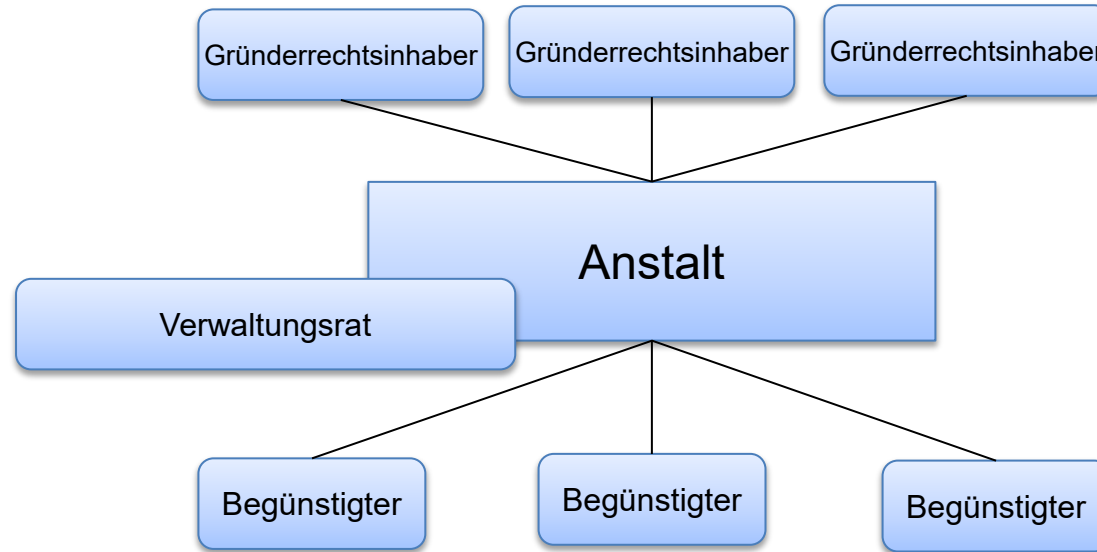 Gründerrechtsinhaber
Gründerrechtsinhaber
Gründerrechtsinhaber
Anstalt
Verwaltungsrat
Begünstigter
Begünstigter
Begünstigter